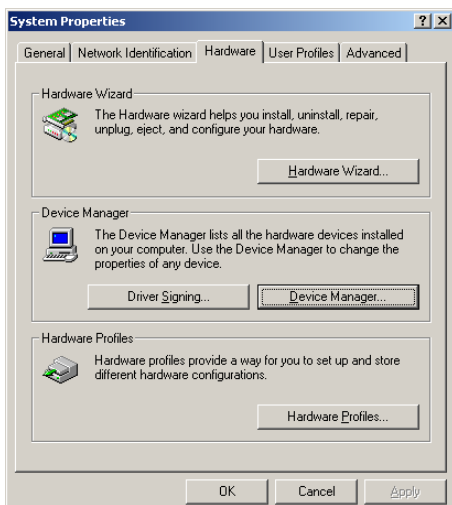 System Properties
General Network Identification Hardware User Profiles Advanced
Hardware Wizard
The Hardware wizard helps you install, uninstall, repair,
unplug, eject, and configure your hardware.
Hardware Wizard...
Device Manager
The Device Manager lists all the hardware devices installed
on your computer. Use the Device Manager to change the
properties of any device.
Driver Signing... Device Manager...
Hardware Profiles
Hardware profiles provide a way for you to set up and store
different hardware configurations.
Hardware Profiles...
OK Cancel Apply